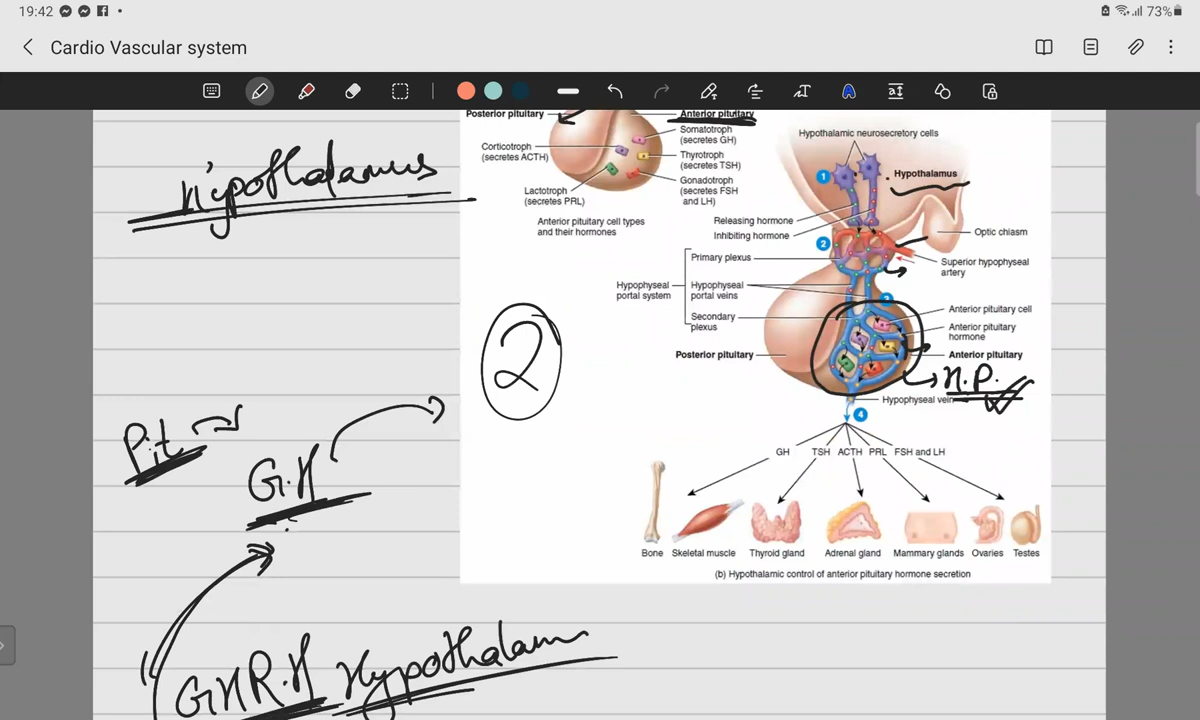 19:42
73%
Cardio Vascular system
Hypothalamus
Posterior pituitary
Anterior pituitary
Corticotroph
(secretes ACTH)
Somatotroph
(secretes GH)
Thyrotroph
(secretes TSH)
Gonadotroph
(secretes FSH
and LH)
Lactotroph
(secretes PRL)
Anterior pituitary cell types
and their hormones
Hypothalamic neurosecretory cells
1
Hypothalamus
Releasing hormone
Inhibiting hormone
2
Optic chiasm
Primary plexus
Superior hypophyseal
artery
Hypophyseal
portal system
Hypophyseal
portal veins
3
Secondary
plexus
Anterior pituitary cell
Anterior pituitary
hormone
Posterior pituitary
Anterior pituitary
H.P.
Hypophyseal vein
4
2
GH TSH ACTH PRL FSH and LH
Bone Skeletal muscle Thyroid gland Adrenal gland Mammary glands Ovaries Testes
(b) Hypothalamic control of anterior pituitary hormone secretion
Pit
G.H
GHR.H Hypothalam